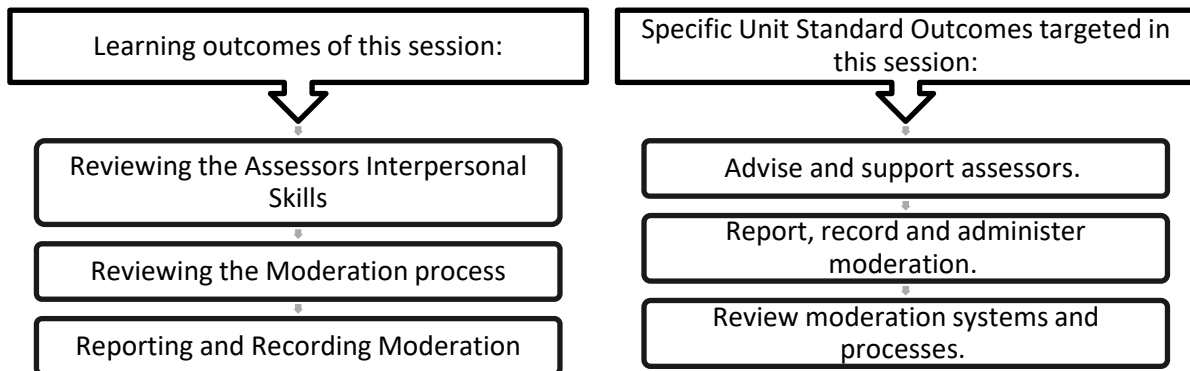 Learning outcomes of this session:
Reviewing the Assessors Interpersonal
Skills
Reviewing the Moderation process
Reporting and Recording Moderation
Specific Unit Standard Outcomes targeted in
this session:
Advise and support assessors.
Report, record and administer
moderation.
Review moderation systems and
processes.